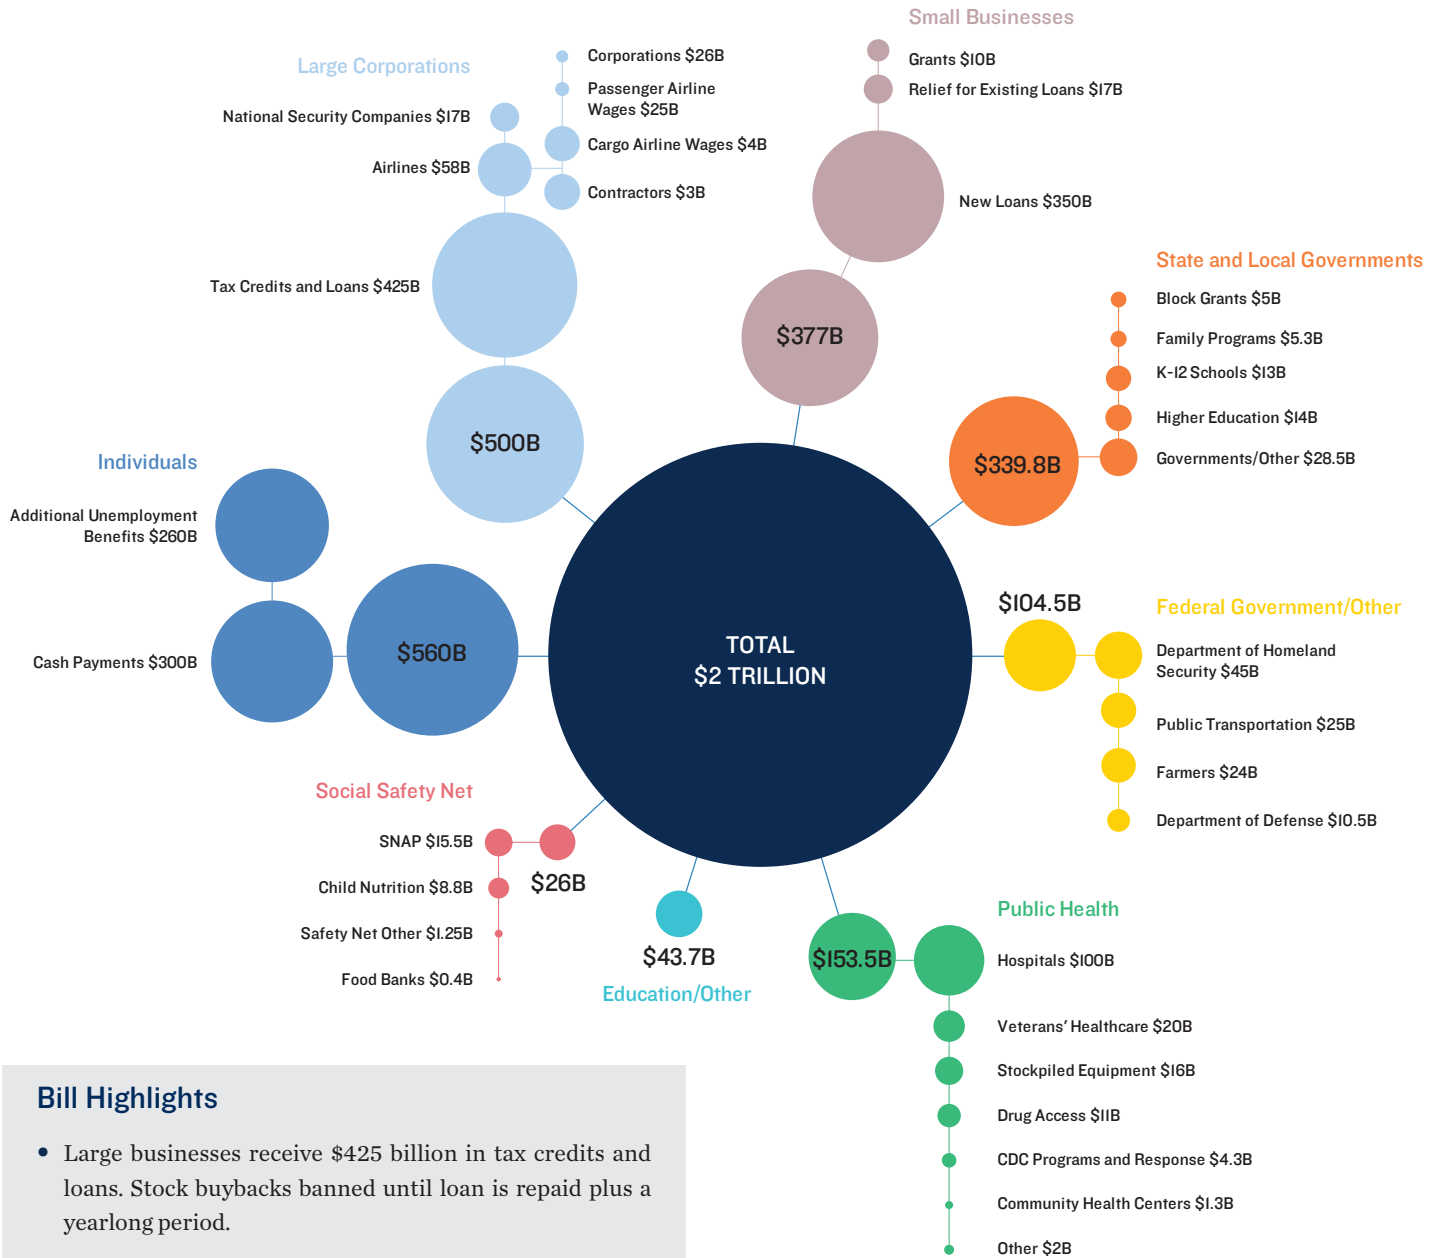 Small Businesses
Grants $10B
Relief for Existing Loans $17B
New Loans $350B
$377B
Large Corporations
Corporations $26B
Passenger Airline
Wages $25B
Cargo Airline Wages $4B
Contractors $3B
National Security Companies $17B
Airlines $58B
Tax Credits and Loans $425B
$500B
State and Local Governments
Block Grants $5B
Family Programs $5.3B
K-12 Schools $13B
Higher Education $14B
Governments/Other $28.5B
$339.8B
Individuals
Additional Unemployment
Benefits $260B
Cash Payments $300B
$560B
TOTAL
$2 TRILLION
$104.5B
Federal Government/Other
Department of Homeland
Security $45B
Public Transportation $25B
Farmers $24B
Department of Defense $10.5B
Social Safety Net
SNAP $15.5B
$26B
Child Nutrition $8.8B
Safety Net Other $1.25B
Food Banks $0.4B
$43.7B
Education/Other
Public Health
$153.5B
Hospitals $100B
Veterans' Healthcare $20B
Stockpiled Equipment $16B
Drug Access $11B
CDC Programs and Response $4.3B
Community Health Centers $1.3B
Other $2B
Bill Highlights
• Large businesses receive $425 billion in tax credits and
loans. Stock buybacks banned until loan is repaid plus a
yearlong period.